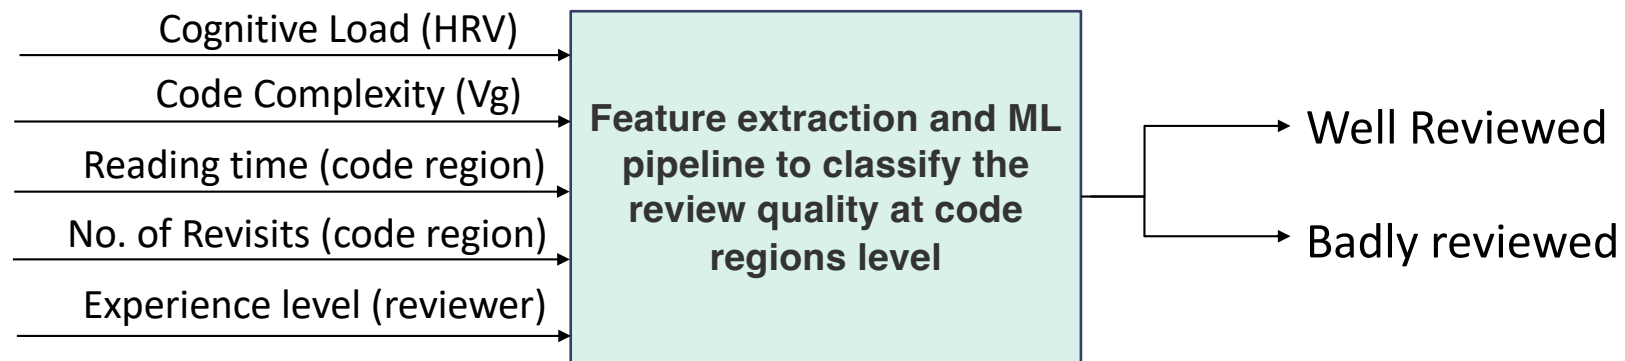 Cognitive Load (HRV)
Code Complexity (Vg)
Reading time (code region)
No. of Revisits (code region)
Experience level (reviewer)
Feature extraction and ML
pipeline to classify the
review quality at code
regions level
Well Reviewed
Badly reviewed